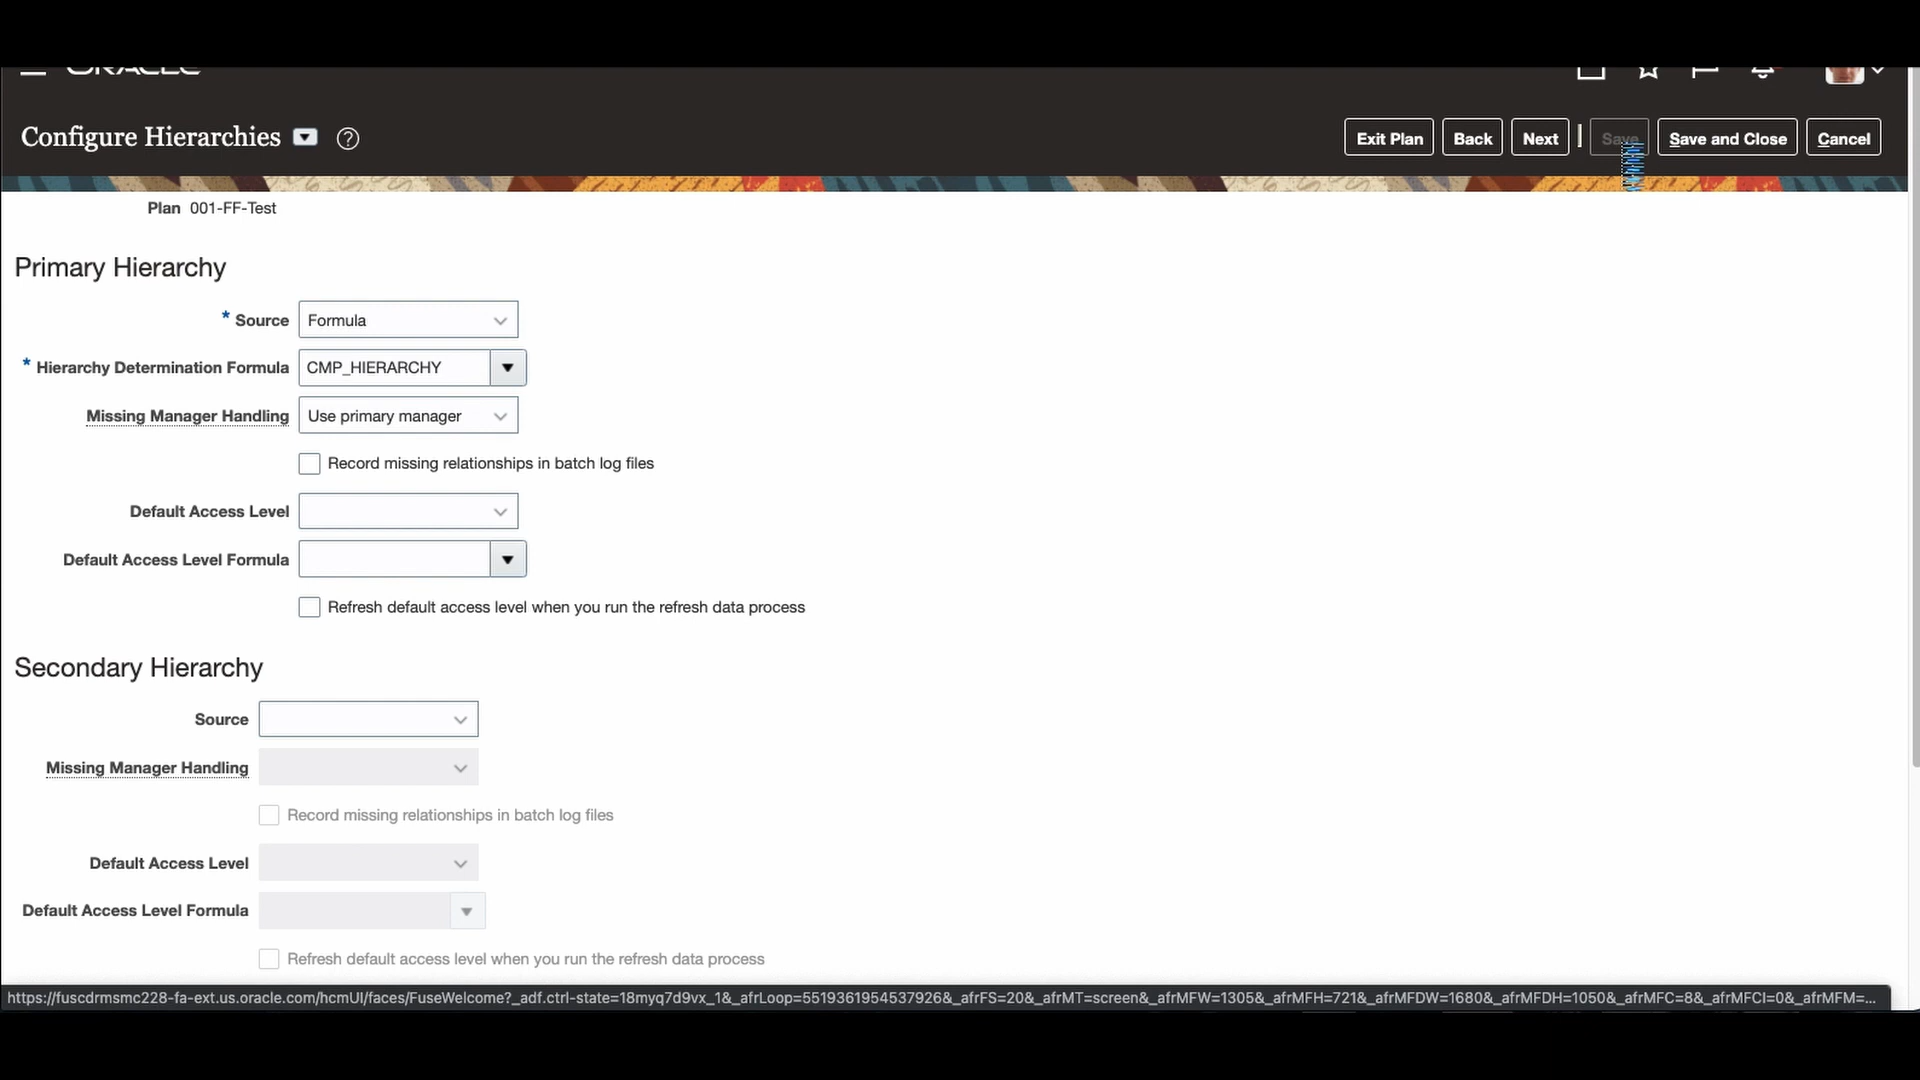 ORACLE
Configure Hierarchies
Exit Plan Back Next Save Save and Close Cancel
Plan 001-FF-Test
Primary Hierarchy
* Source Formula
* Hierarchy Determination Formula CMP_HIERARCHY
Missing Manager Handling Use primary manager
Record missing relationships in batch log files
Default Access Level
Default Access Level Formula
Refresh default access level when you run the refresh data process
Secondary Hierarchy
Source
Missing Manager Handling
Record missing relationships in batch log files
Default Access Level
Default Access Level Formula
Refresh default access level when you run the refresh data process
https://fuscdrmsmc228-fa-ext.us.oracle.com/hcmUI/faces/FuseWelcome?_adf.ctrl-state=18myq7d9vx_1&_afrLoop=5519361954537926&_afrFS=20&_afrMT=screen&_afrMFW=1305&_afrMFH=721&_afrMFDW=1680&_afrMFDH=1050&_afrMFC=8&_afrMFCI=0&_afrMFM=...